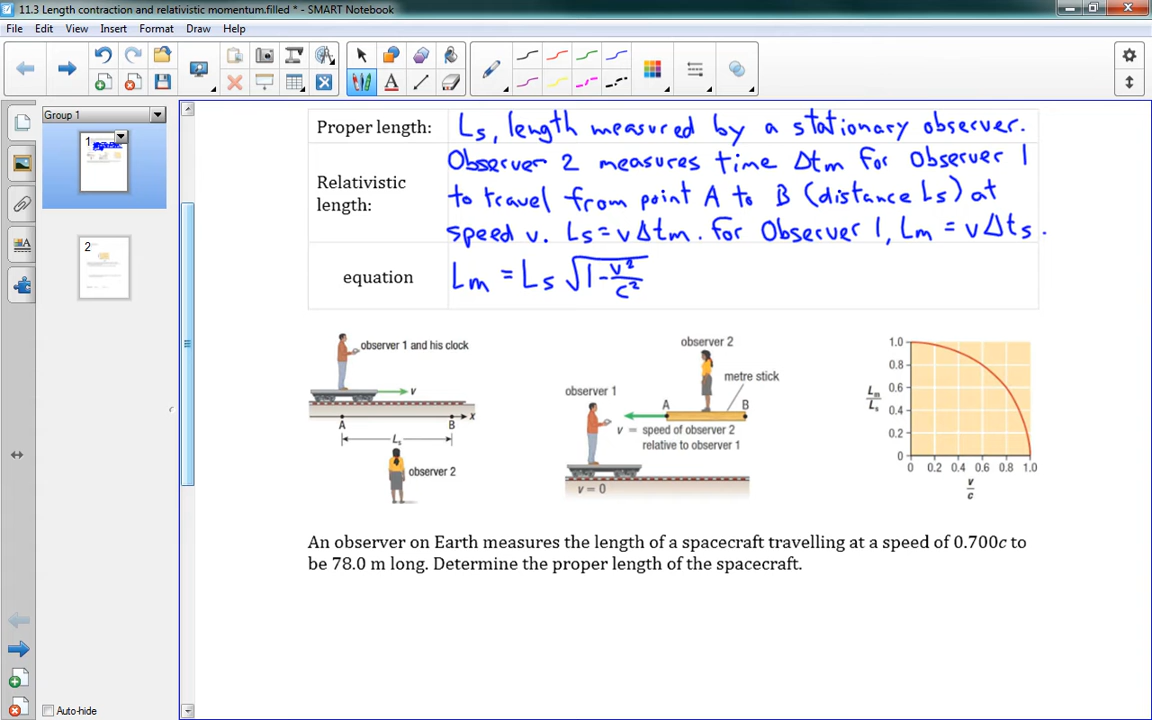 11.3 Length contraction and relativistic momentum.filled * - SMART Notebook
File Edit View Insert Format Draw Help
Group 1
1
2
Auto-hide
Proper length: Ls, length measured by a stationary observer.
Relativistic length: Observer 2 measures time Δtm for Observer 1
to travel from point A to B (distance Ls) at
speed v. Ls = vΔtm. For Observer 1, Lm = vΔts.
equation Lm = Ls √(1 - v²/c²)
observer 1 and his clock
v
A B x
Ls
observer 2
observer 2
metre stick
observer 1
A B
v = speed of observer 2
relative to observer 1
v = 0
1.0
0.8
0.6
0.4
0.2
0
Lm/Ls
0 0.2 0.4 0.6 0.8 1.0
v/c
An observer on Earth measures the length of a spacecraft travelling at a speed of 0.700c to
be 78.0 m long. Determine the proper length of the spacecraft.